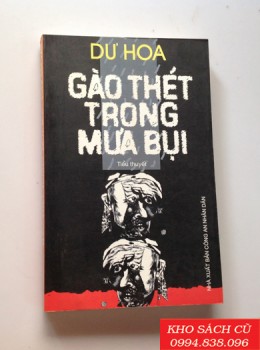 DƯ HOA
GÀO THÉT
TRONG
MƯA BỤI
Tiểu thuyết
NHÀ XUẤT BẢN CÔNG AN NHÂN DÂN
KHO SÁCH CŨ
0994.838.096